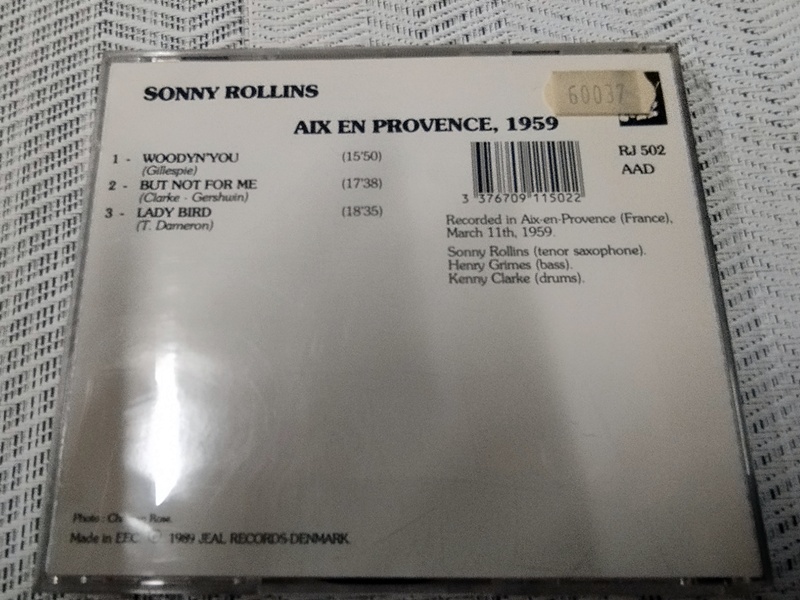 SONNY ROLLINS
60037
AIX EN PROVENCE, 1959
1 - WOODYN'YOU (15'50)
(Gillespie)
2 - BUT NOT FOR ME (17'38)
(Clarke - Gershwin)
3 - LADY BIRD (18'35)
(T. Dameron)
3 376709 115022
RJ 502
AAD
Recorded in Aix-en-Provence (France),
March 11th, 1959.
Sonny Rollins (tenor saxophone).
Henry Grimes (bass).
Kenny Clarke (drums).
Photo : Rose.
Made in EEC 1989 JEAL RECORDS-DENMARK